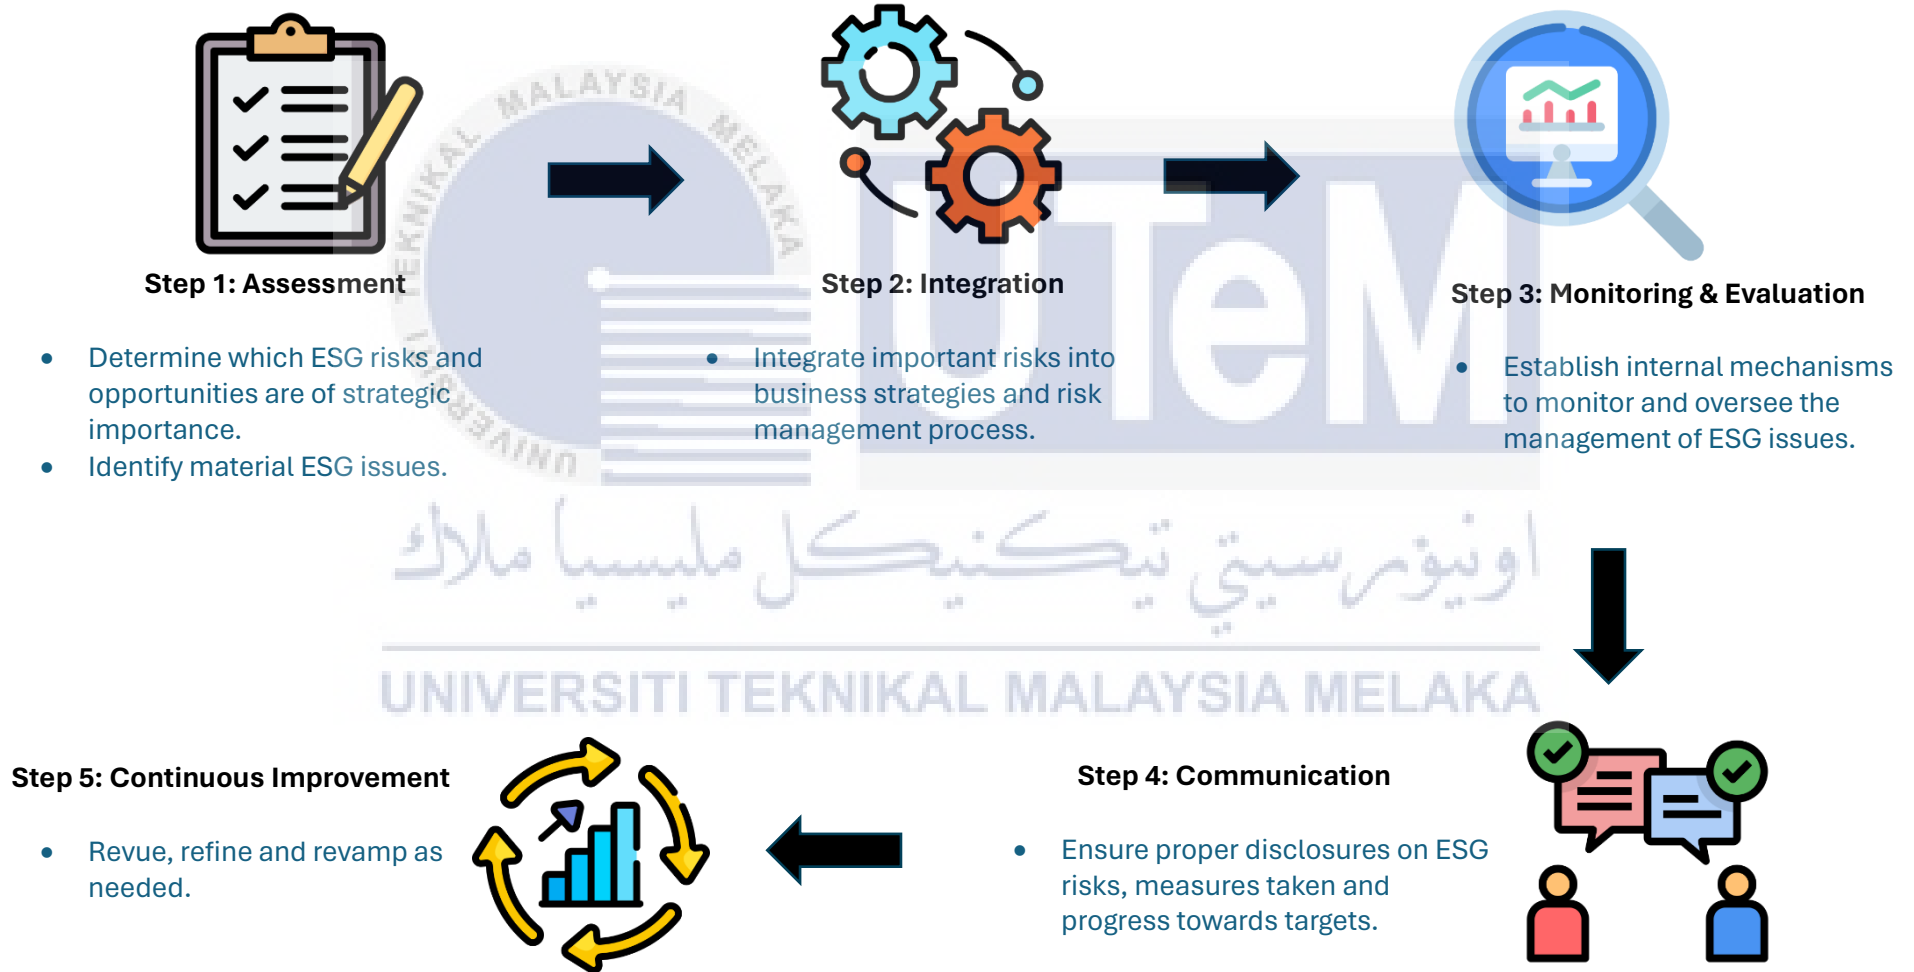 Step 1: Assessment
• Determine which ESG risks and
opportunities are of strategic
importance.
• Identify material ESG issues.
Step 2: Integration
• Integrate important risks into
business strategies and risk
management process.
Step 3: Monitoring & Evaluation
• Establish internal mechanisms
to monitor and oversee the
management of ESG issues.
UNIVERSITI TEKNIKAL MALAYSIA MELAKA
UTeM
اونيۏرسيتي تيكنيكل مليسيا ملاك
UNIVERSITI TEKNIKAL MALAYSIA MELAKA
Step 4: Communication
• Ensure proper disclosures on ESG
risks, measures taken and
progress towards targets.
Step 5: Continuous Improvement
• Revue, refine and revamp as
needed.